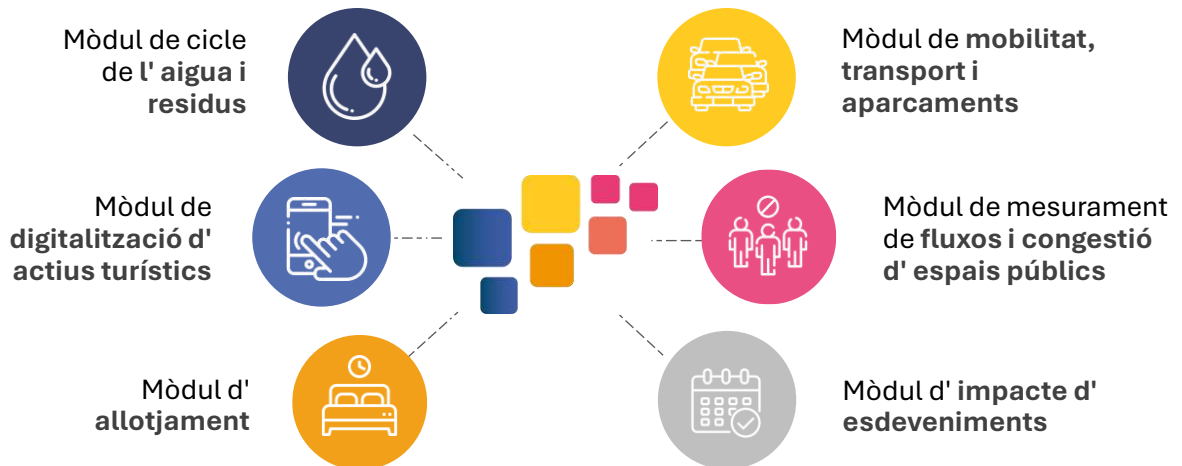 Mòdul de cicle
de l' aigua i
residus
Mòdul de mobilitat,
transport i
aparcaments
Mòdul de
digitalització d'
actius turístics
Mòdul de mesurament
de fluxos i congestió
d' espais públics
Mòdul d'
allotjament
Mòdul d' impacte d'
esdeveniments